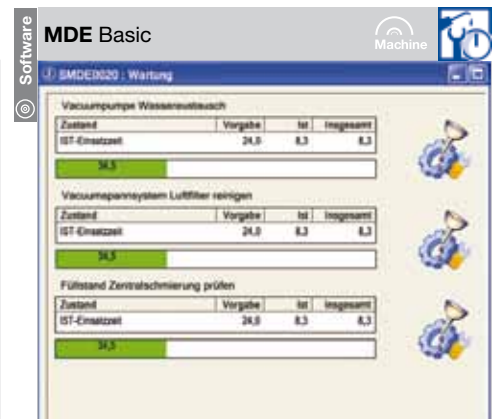 Software
MDE Basic
Machine
SMDE0020 : Wartung
Vacuumpumpe Wasseraustausch
Zustand Vorgabe Ist Insgesamt
IST-Einsatzzeit 24,0 8,3 8,3
34,5
Vacuumspannsystem Luftfilter reinigen
Zustand Vorgabe Ist Insgesamt
IST-Einsatzzeit 24,0 8,3 8,3
34,5
Füllstand Zentralschmierung prüfen
Zustand Vorgabe Ist Insgesamt
IST-Einsatzzeit 24,0 8,3 8,3
34,5